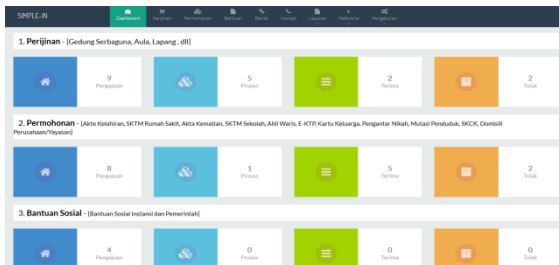 SIMPLE-IN
Dashboard Perijinan Permohonan Bantuan Berita Kontak Laporan Referensi Pengaturan
1. Perijinan - [Gedung Serbaguna, Aula, Lapang , dll]
9 5 2 2
Pengajuan Proses Terima Tolak
2. Permohonan - [Akte Kelahiran, SKTM Rumah Sakit, Akta Kematian, SKTM Sekolah, Ahli Waris, E-KTP, Kartu Keluarga, Pengantar Nikah, Mutasi Penduduk, SKCK, Domisili
Perusahaan/Yayasan]
8 1 5 2
Pengajuan Proses Terima Tolak
3. Bantuan Sosial - [Bantuan Sosial Instansi dan Pemerintah]
4 0 0 0
Pengajuan Proses Terima Tolak